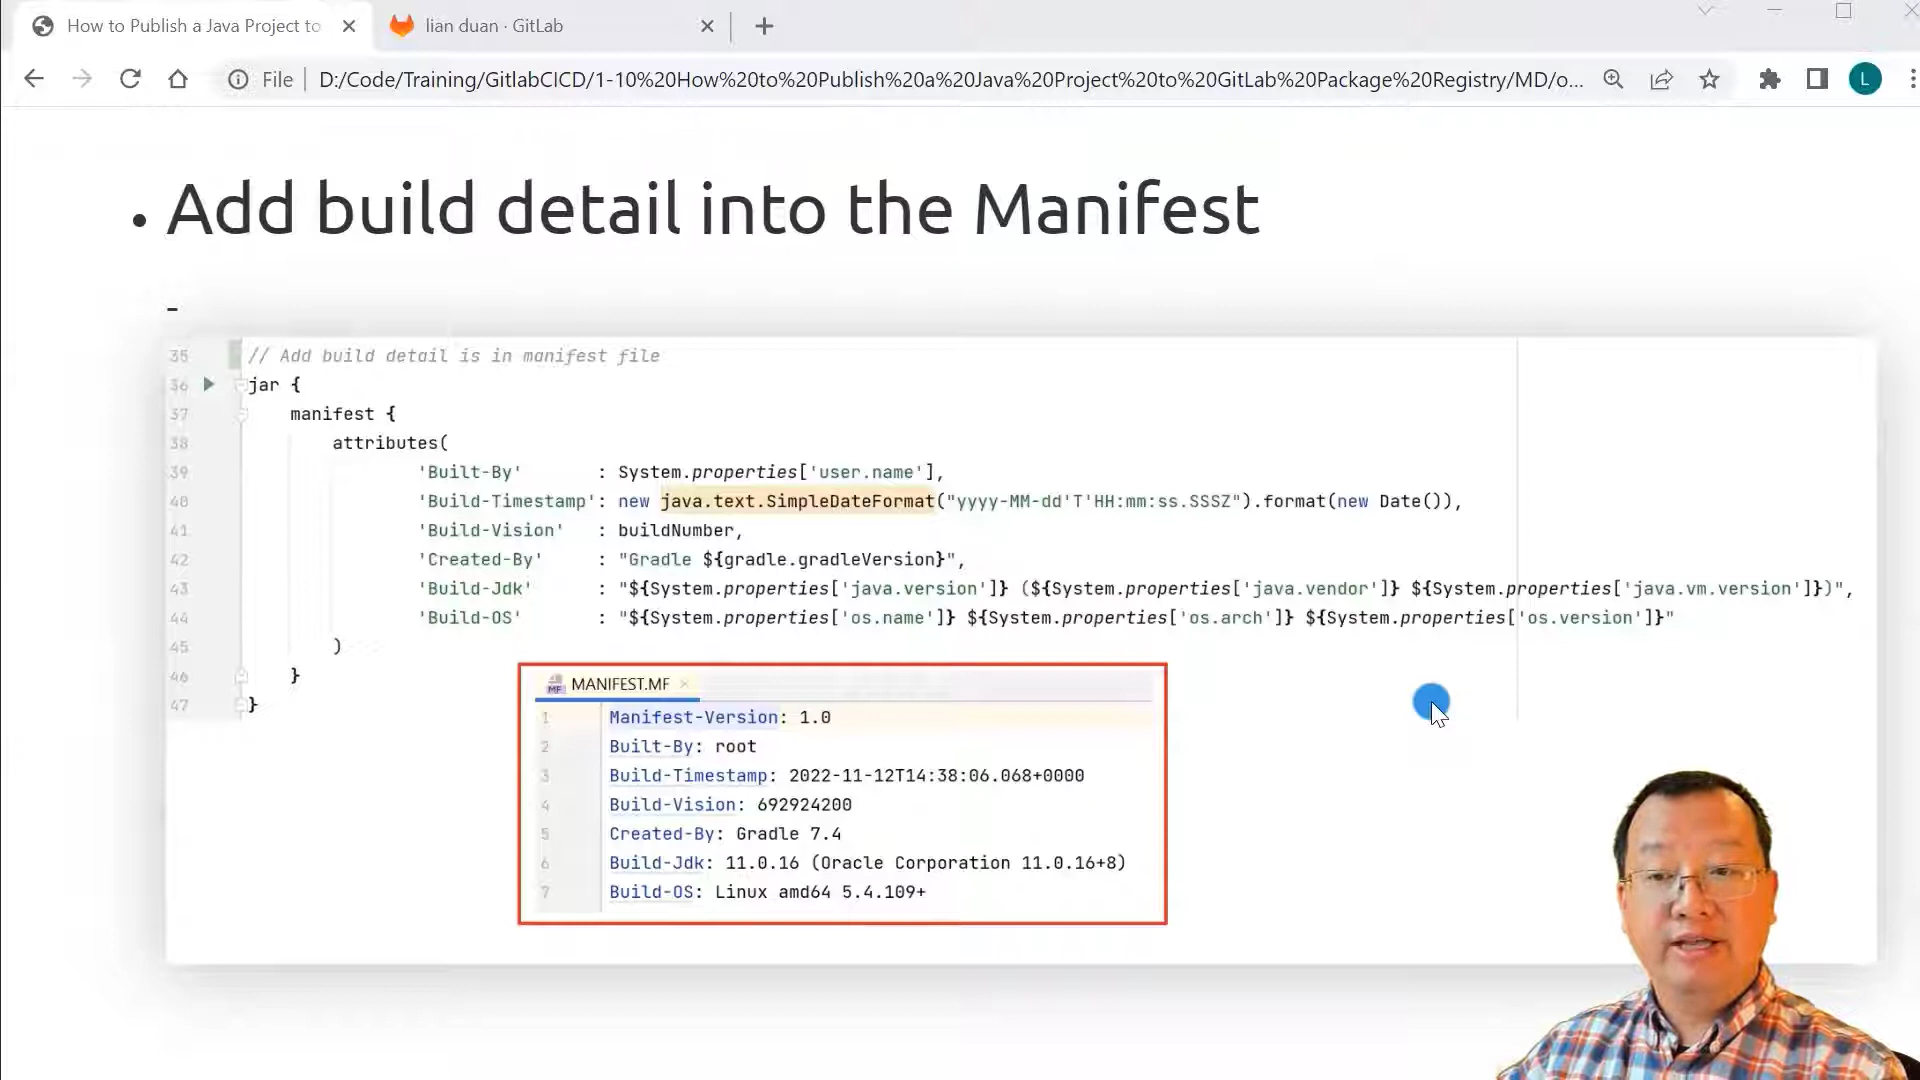 How to Publish a Java Project to
lian duan · GitLab
File
D:/Code/Training/GitlabCICD/1-10%20How%20to%20Publish%20a%20Java%20Project%20to%20GitLab%20Package%20Registry/MD/o...
L
• Add build detail into the Manifest
-
35 // Add build detail is in manifest file
36 jar {
37 manifest {
38 attributes(
39 'Built-By' : System.properties['user.name'],
40 'Build-Timestamp': new java.text.SimpleDateFormat("yyyy-MM-dd'T'HH:mm:ss.SSSZ").format(new Date()),
41 'Build-Vision' : buildNumber,
42 'Created-By' : "Gradle ${gradle.gradleVersion}",
43 'Build-Jdk' : "${System.properties['java.version']} (${System.properties['java.vendor']} ${System.properties['java.vm.version']})",
44 'Build-OS' : "${System.properties['os.name']} ${System.properties['os.arch']} ${System.properties['os.version']}"
45 )
46 }
47 }
MF MANIFEST.MF
1 Manifest-Version: 1.0
2 Built-By: root
3 Build-Timestamp: 2022-11-12T14:38:06.068+0000
4 Build-Vision: 692924200
5 Created-By: Gradle 7.4
6 Build-Jdk: 11.0.16 (Oracle Corporation 11.0.16+8)
7 Build-OS: Linux amd64 5.4.109+